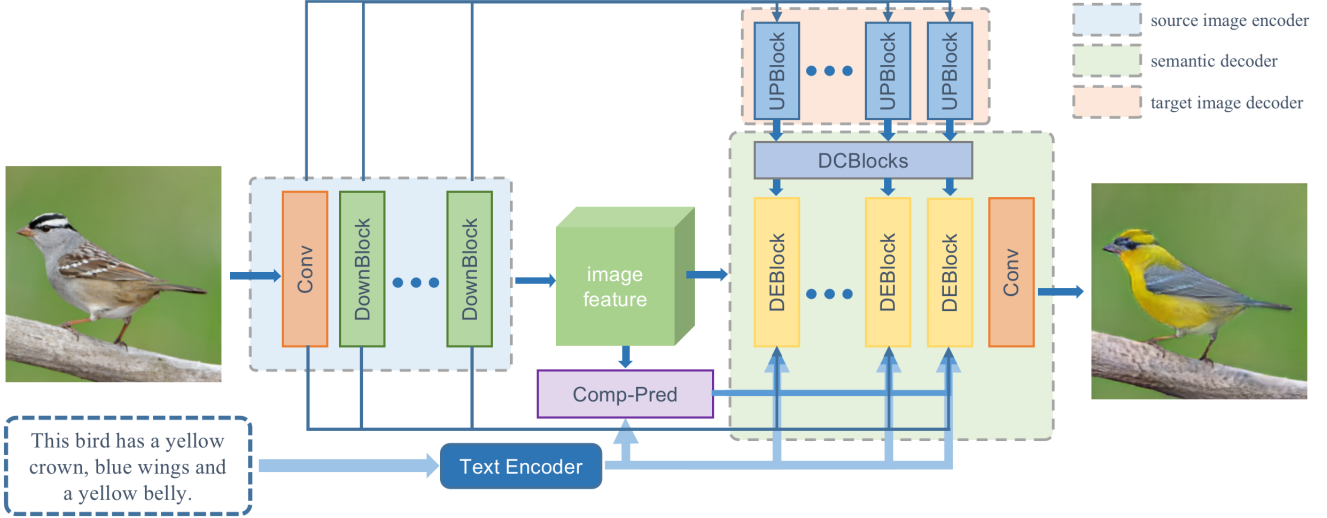 source image encoder
semantic decoder
target image decoder
UPBlock
UPBlock
UPBlock
DCBlocks
Conv
DownBlock
DownBlock
image
feature
DEBlock
DEBlock
DEBlock
Conv
Comp-Pred
This bird has a yellow
crown, blue wings and
a yellow belly.
Text Encoder